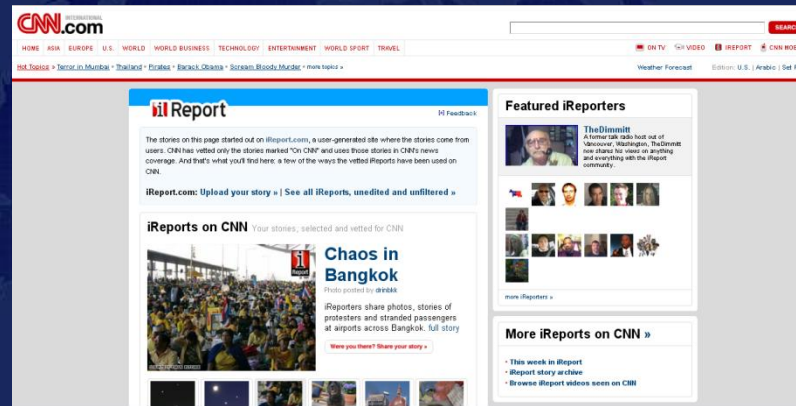 CNN.com
INTERNATIONAL
SEARC
HOME ASIA EUROPE U.S. WORLD WORLD BUSINESS TECHNOLOGY ENTERTAINMENT WORLD SPORT TRAVEL
ON TV VIDEO IREPORT CNN MOB
Hot Topics » Terror in Mumbai • Thailand • Pirates • Barack Obama • Scream Bloody Murder • more topics »
Weather Forecast Edition: U.S. | Arabic | Set
iReport
Feedback
The stories on this page started out on iReport.com, a user-generated site where the stories come from
users. CNN has vetted only the stories marked "On CNN" and uses those stories in CNN's news
coverage. And that's what you'll find here: a few of the ways the vetted iReports have been used on
CNN.
iReport.com: Upload your story » | See all iReports, unedited and unfiltered »
iReports on CNN Your stories, selected and vetted for CNN
i
Report
Chaos in
Bangkok
Photo posted by drinbkk
iReporters share photos, stories of
protesters and stranded passengers
at airports across Bangkok. full story
Were you there? Share your story »
Featured iReporters
TheDimmitt
A former talk radio host out of
Vancouver, Washington, TheDimmitt
now shares his views on anything
and everything with the iReport
community.
more iReporters »
More iReports on CNN »
• This week in iReport
• iReport story archive
• Browse iReport videos seen on CNN